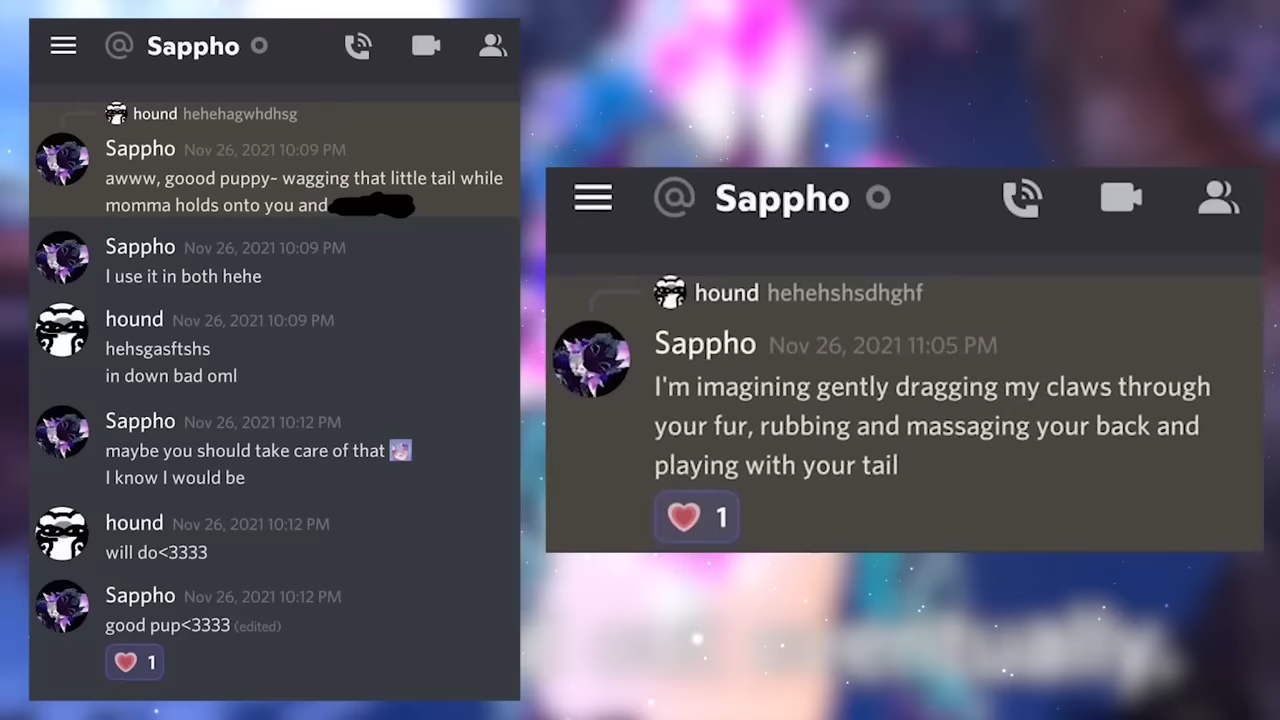 @ Sappho
hound hehehagwhdhsg
Sappho Nov 26, 2021 10:09 PM
awww, goood puppy~ wagging that little tail while
momma holds onto you and
Sappho Nov 26, 2021 10:09 PM
I use it in both hehe
hound Nov 26, 2021 10:09 PM
hehsgasftshs
in down bad oml
Sappho Nov 26, 2021 10:12 PM
maybe you should take care of that
I know I would be
hound Nov 26, 2021 10:12 PM
will do<3333
Sappho Nov 26, 2021 10:12 PM
good pup<3333 (edited)
1
@ Sappho
hound hehehshsdhghf
Sappho Nov 26, 2021 11:05 PM
I'm imagining gently dragging my claws through
your fur, rubbing and massaging your back and
playing with your tail
1